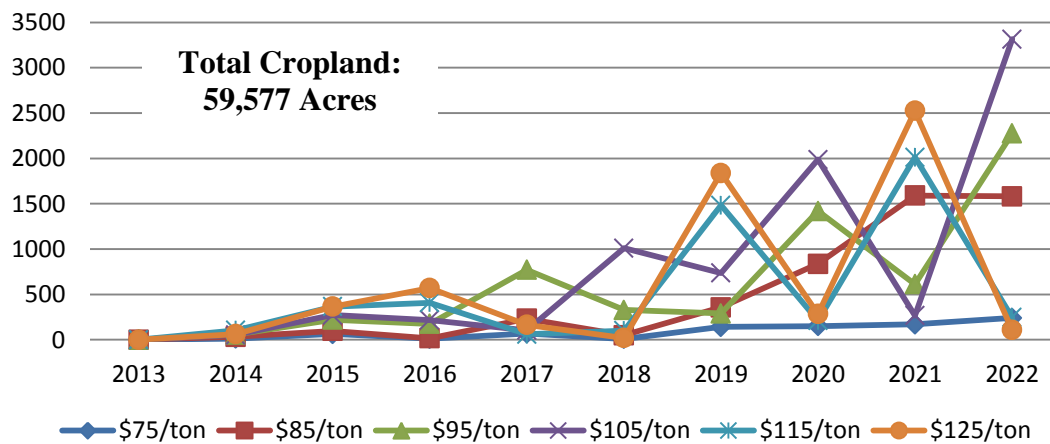 3500
3000
2500
2000
1500
1000
500
0
Total Cropland:
59,577 Acres
2013 2014 2015 2016 2017 2018 2019 2020 2021 2022
$75/ton $85/ton $95/ton $105/ton $115/ton $125/ton